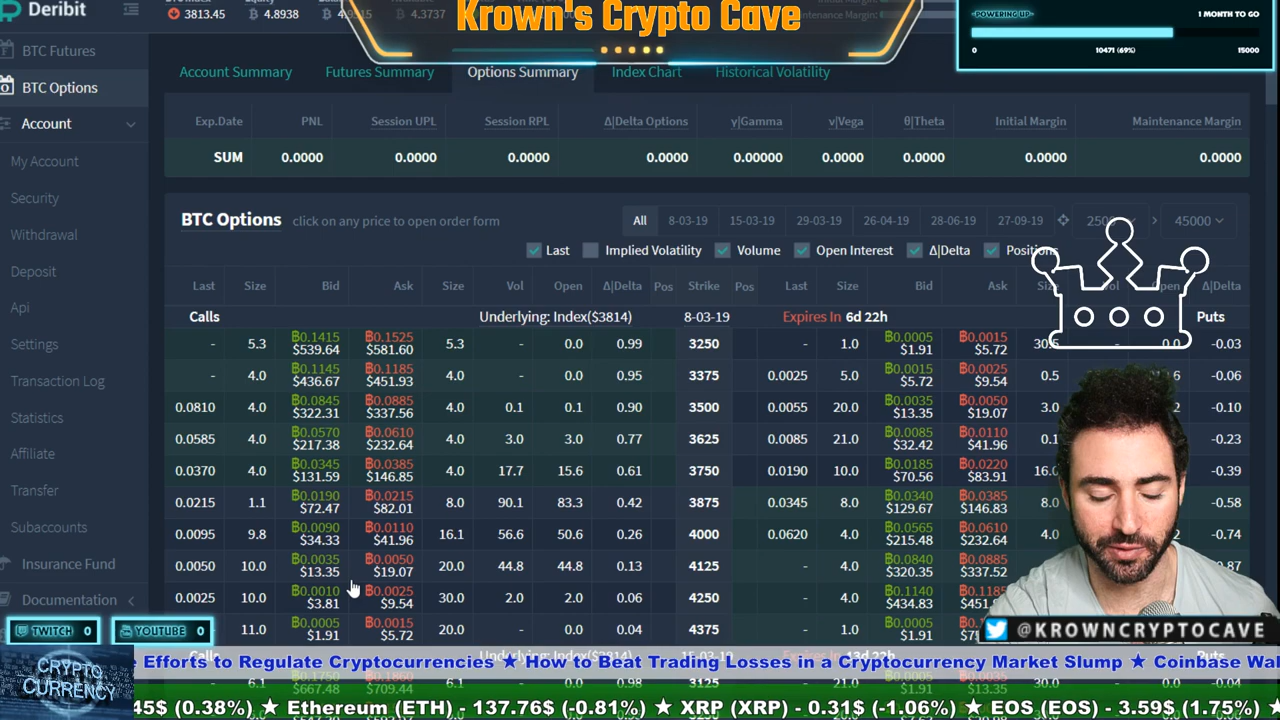 Deribit
3813.45
Equity
4.8938
4.3737
Maintenance Margin:
Krown's Crypto Cave
-POWERING UP-
1 MONTH TO GO
0
10471 (69%)
15000
BTC Futures
BTC Options
Account
My Account
Security
Withdrawal
Deposit
Api
Settings
Transaction Log
Statistics
Affiliate
Transfer
Subaccounts
Insurance Fund
Documentation
Account Summary Futures Summary Options Summary Index Chart Historical Volatility
Exp.Date PNL Session UPL Session RPL Δ|Delta Options γ|Gamma ν|Vega θ|Theta Initial Margin Maintenance Margin
SUM 0.0000 0.0000 0.0000 0.0000 0.00000 0.0000 0.0000 0.0000 0.0000
BTC Options click on any price to open order form All 8-03-19 15-03-19 29-03-19 26-04-19 28-06-19 27-09-19 2500 45000
Last Implied Volatility Volume Open Interest Δ|Delta Positions
Last Size Bid Ask Size Vol Open Δ|Delta Pos Strike Pos Last Size Bid Ask Δ|Delta
Calls Underlying: Index($3814) 8-03-19 Expires In 6d 22h Puts
- 5.3 ฿0.1415 ฿0.1525 5.3 - 0.0 0.99 3250 - 1.0 ฿0.0005 ฿0.0015 -0.03
$539.64 $581.60 $1.91 $5.72
- 4.0 ฿0.1145 ฿0.1185 4.0 - 0.0 0.95 3375 0.0025 5.0 ฿0.0015 ฿0.0025 0.5 -0.06
$436.67 $451.93 $5.72 $9.54
0.0810 4.0 ฿0.0845 ฿0.0885 4.0 0.1 0.1 0.90 3500 0.0055 20.0 ฿0.0035 ฿0.0050 3.0 -0.10
$322.31 $337.56 $13.35 $19.07
0.0585 4.0 ฿0.0570 ฿0.0610 4.0 3.0 3.0 0.77 3625 0.0085 21.0 ฿0.0085 ฿0.0110 -0.23
$217.38 $232.64 $32.42 $41.96
0.0370 4.0 ฿0.0345 ฿0.0385 4.0 17.7 15.6 0.61 3750 0.0190 10.0 ฿0.0185 ฿0.0220 -0.39
$131.59 $146.85 $70.56 $83.91
0.0215 1.1 ฿0.0190 ฿0.0215 8.0 90.1 83.3 0.42 3875 0.0345 8.0 ฿0.0340 ฿0.0385 8.0 -0.58
$72.47 $82.01 $129.67 $146.83
0.0095 9.8 ฿0.0090 ฿0.0110 16.1 56.6 50.6 0.26 4000 0.0620 4.0 ฿0.0565 ฿0.0610 -0.74
$34.33 $41.96 $215.48 $232.64
0.0050 10.0 ฿0.0035 ฿0.0050 20.0 44.8 44.8 0.13 4125 - 4.0 ฿0.0840 ฿0.0885
$13.35 $19.07 $320.35 $337.52
0.0025 10.0 ฿0.0010 ฿0.0025 30.0 2.0 2.0 0.06 4250 - 4.0 ฿0.1140
$3.81 $9.54 $434.83
11.0 ฿0.0005 ฿0.0015 20.0 - 0.0 0.04 4375 - 1.0
$1.91 $5.72 $1.91
TWITCH 0 YOUTUBE 0
@KROWNCRYPTOCAVE
CRYPTO
CURRENCY
Efforts to Regulate Cryptocurrencies ★ How to Beat Trading Losses in a Cryptocurrency Market Slump ★ Coinbase Wal
45$ (0.38%) ★ Ethereum (ETH) - 137.76$ (-0.81%) ★ XRP (XRP) - 0.31$ (-1.06%) ★ EOS (EOS) - 3.59$ (1.75%) ★